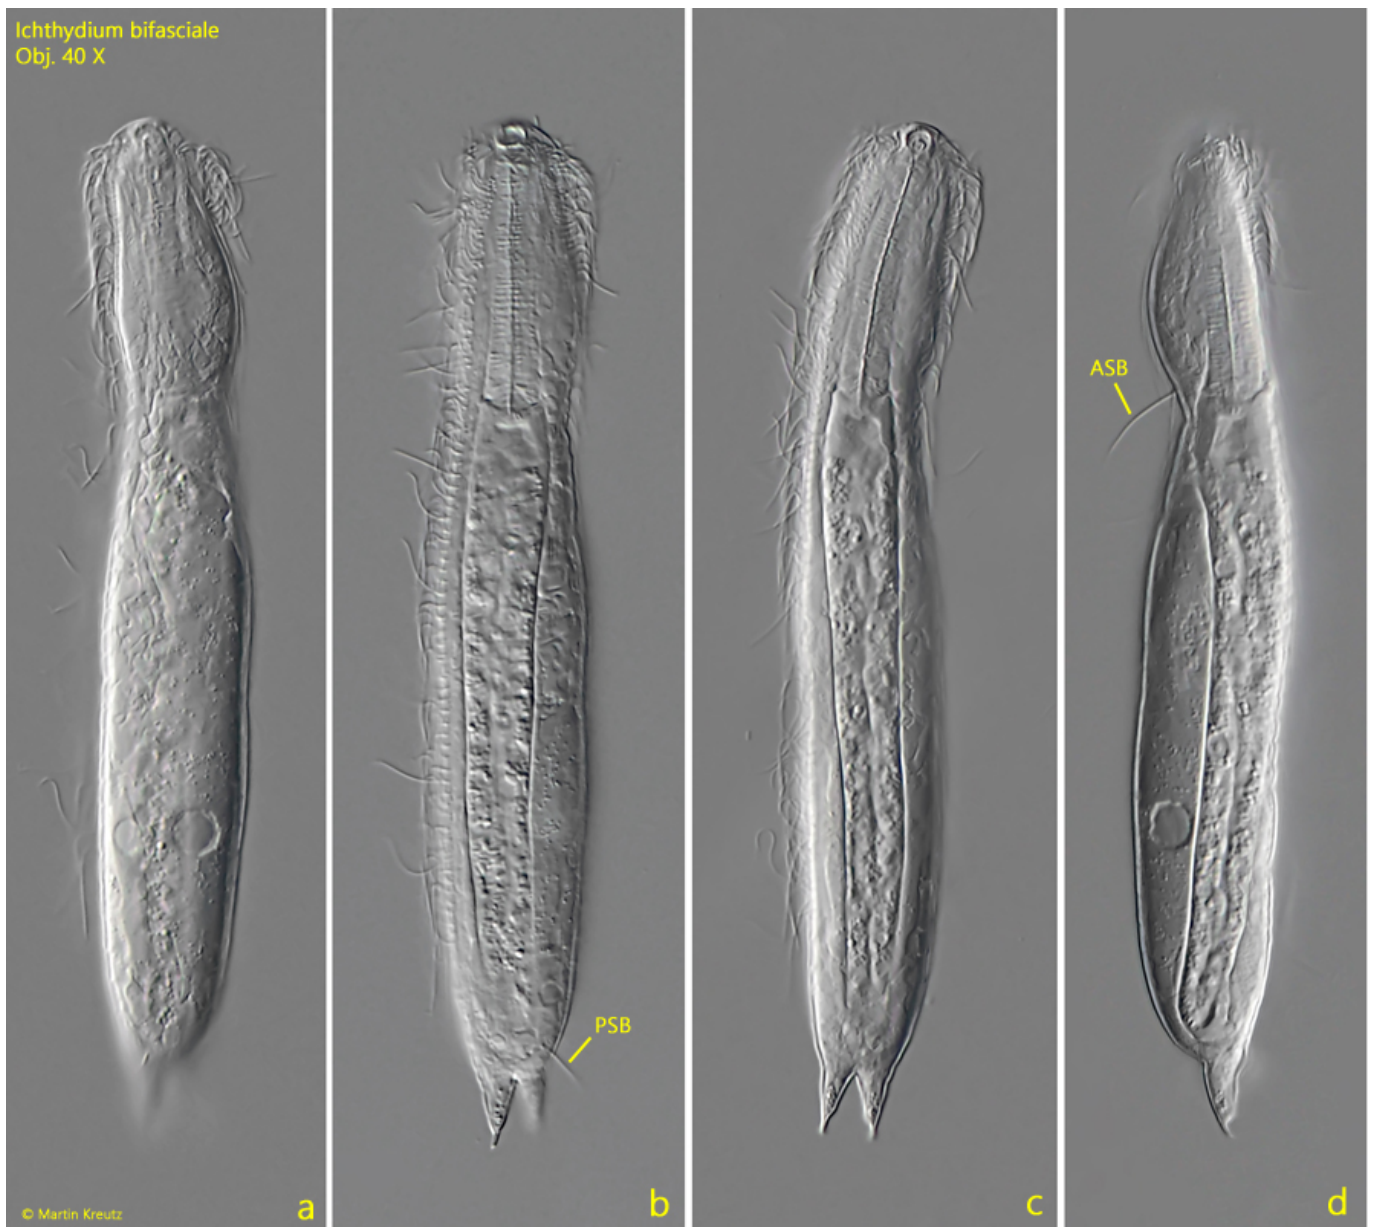 Ichthydium bifasciale
Obj. 40 X
ASB
PSB
© Martin Kreutz
a
b
c
d